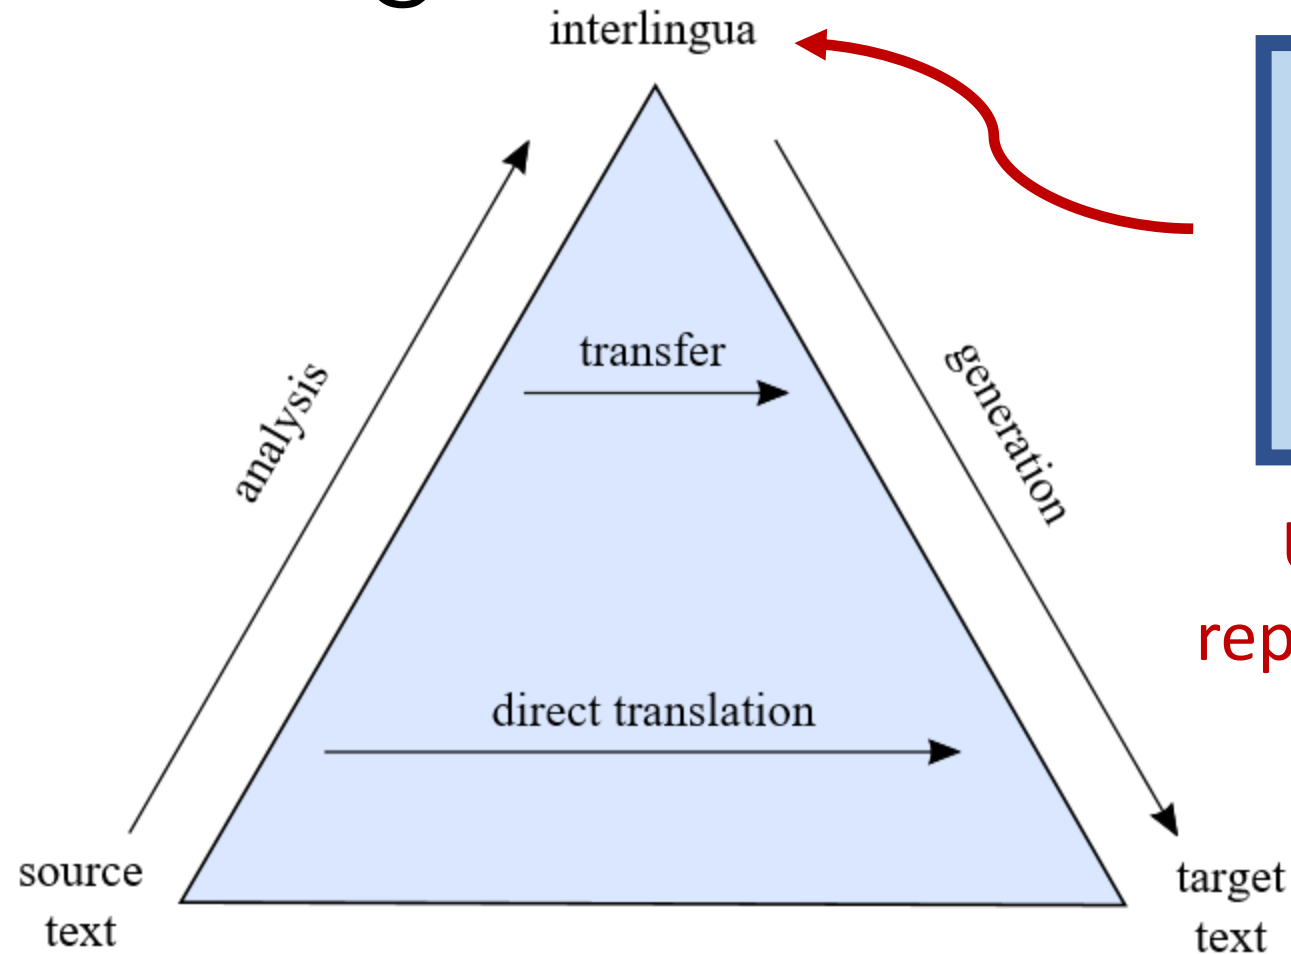 interlingua
transfer
analysis
generation
direct translation
source
text
target
text